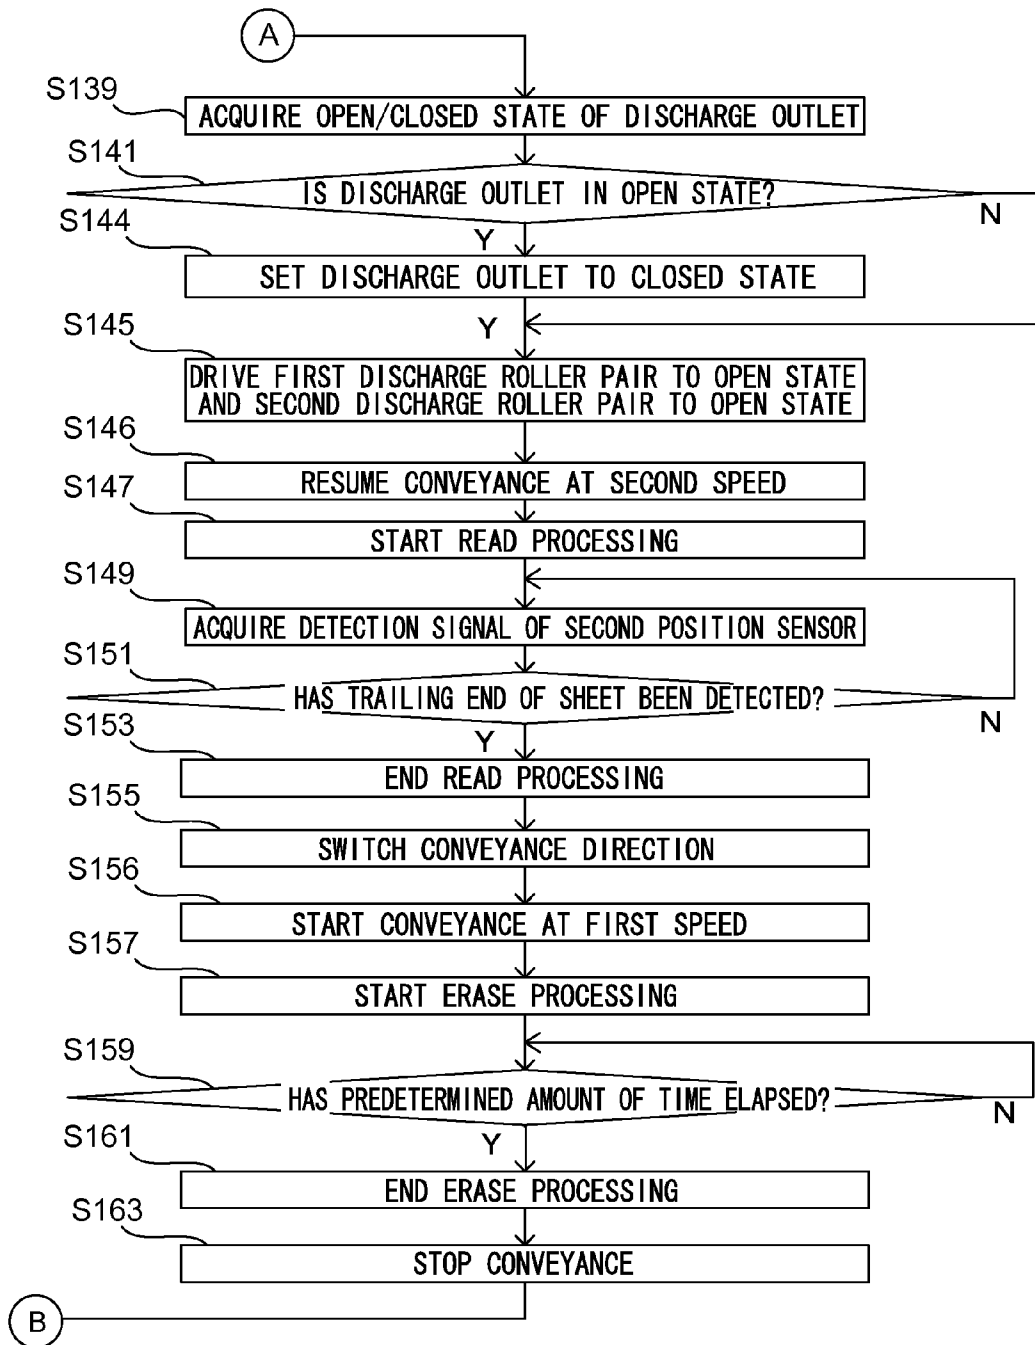 A
S139
ACQUIRE OPEN/CLOSED STATE OF DISCHARGE OUTLET
S141
IS DISCHARGE OUTLET IN OPEN STATE?
N
S144
Y
SET DISCHARGE OUTLET TO CLOSED STATE
S145
Y
DRIVE FIRST DISCHARGE ROLLER PAIR TO OPEN STATE
AND SECOND DISCHARGE ROLLER PAIR TO OPEN STATE
S146
RESUME CONVEYANCE AT SECOND SPEED
S147
START READ PROCESSING
S149
ACQUIRE DETECTION SIGNAL OF SECOND POSITION SENSOR
S151
HAS TRAILING END OF SHEET BEEN DETECTED?
N
S153
Y
END READ PROCESSING
S155
SWITCH CONVEYANCE DIRECTION
S156
START CONVEYANCE AT FIRST SPEED
S157
START ERASE PROCESSING
S159
HAS PREDETERMINED AMOUNT OF TIME ELAPSED?
N
S161
Y
END ERASE PROCESSING
S163
STOP CONVEYANCE
B